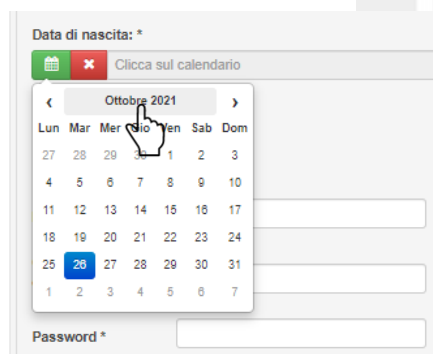 Data di nascita: *
Clicca sul calendario
‹ Ottobre 2021 ›
Lun Mar Mer Gio Ven Sab Dom
27 28 29 30 1 2 3
4 5 6 7 8 9 10
11 12 13 14 15 16 17
18 19 20 21 22 23 24
25 26 27 28 29 30 31
1 2 3 4 5 6 7
Password *